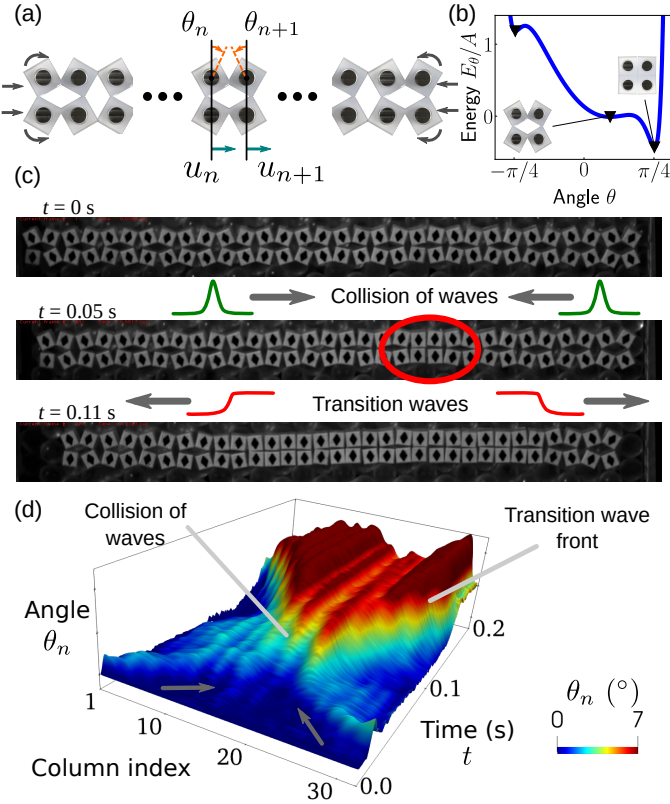 (a)
θn θn+1
un un+1
(b)
Energy Eθ/A
1
0
−π/4 0 π/4
Angle θ
(c)
t = 0 s
Collision of waves
t = 0.05 s
Transition waves
t = 0.11 s
(d)
Collision of
waves
Transition wave
front
Angle
θn
1
10
20
30
Column index
0.0
0.1
0.2
Time (s)
t
θn (°)
0 7